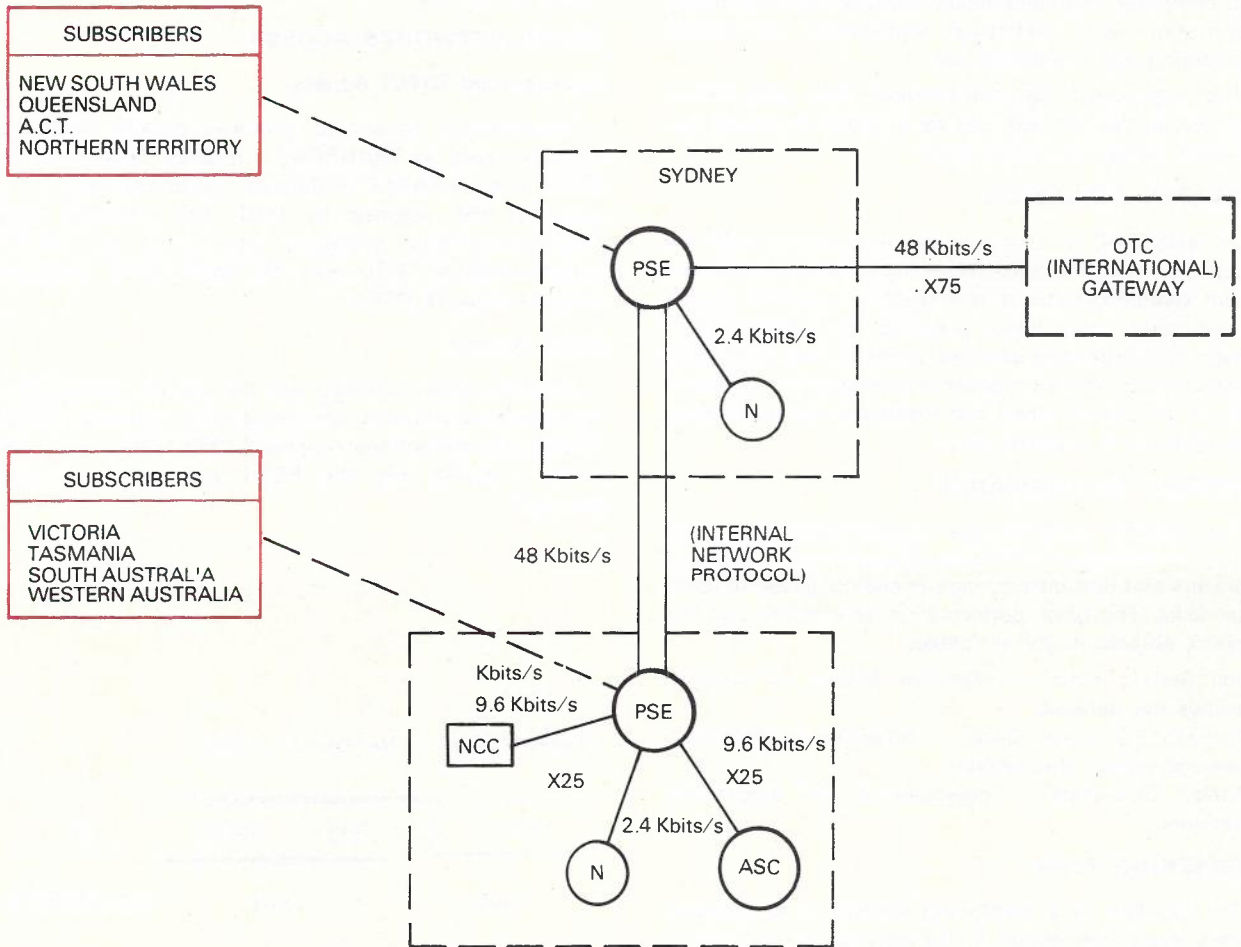 SUBSCRIBERS
NEW SOUTH WALES
QUEENSLAND
A.C.T.
NORTHERN TERRITORY
SYDNEY
PSE
48 Kbits/s
X75
OTC
(INTERNATIONAL)
GATEWAY
2.4 Kbits/s
N
SUBSCRIBERS
VICTORIA
TASMANIA
SOUTH AUSTRAL'A
WESTERN AUSTRALIA
48 Kbits/s
(INTERNAL
NETWORK
PROTOCOL)
Kbits/s
9.6 Kbits/s
PSE
NCC
9.6 Kbits/s
X25
X25
2.4 Kbits/s
N
ASC